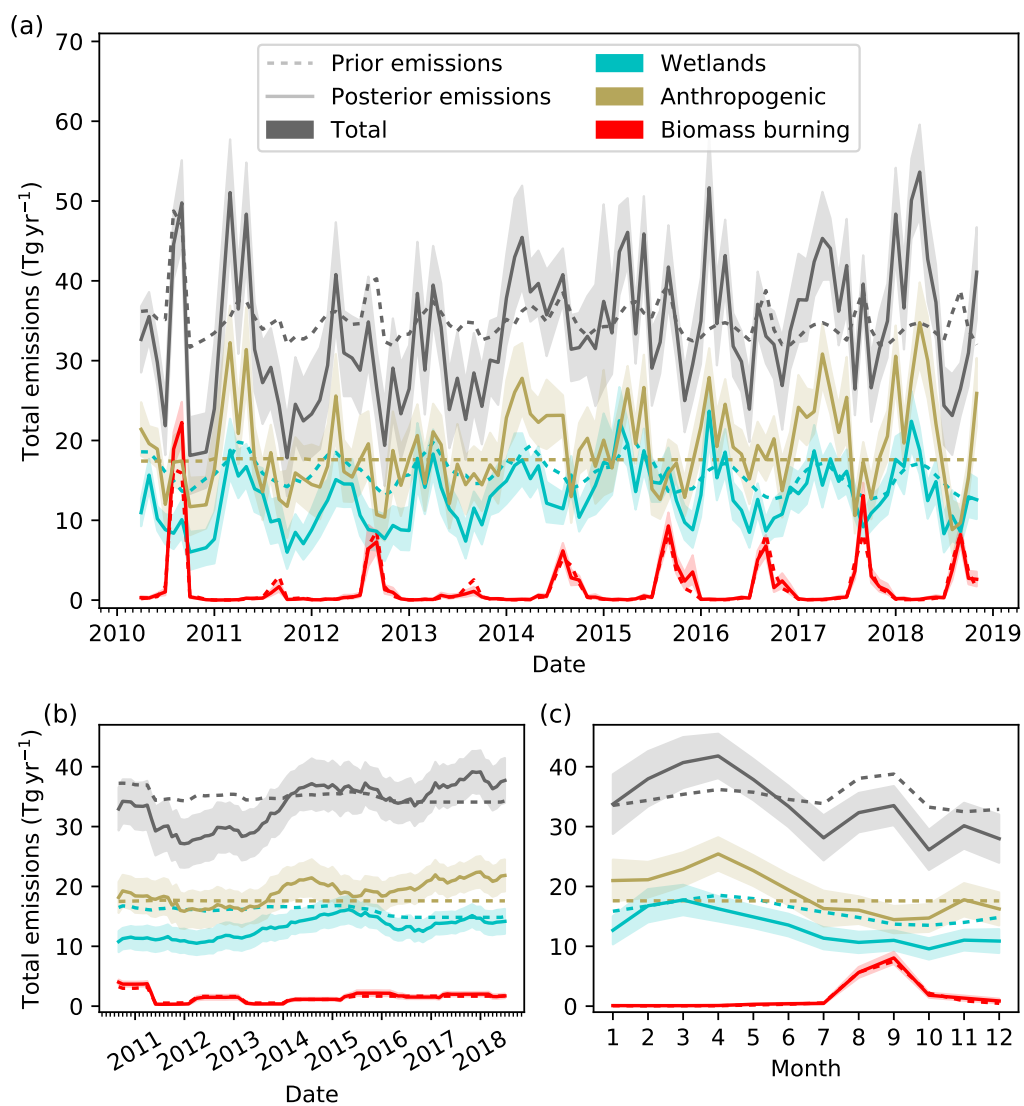 (a)
70
60
50
40
30
20
10
0
Total emissions (Tg yr⁻¹)
Prior emissions
Posterior emissions
Total
Wetlands
Anthropogenic
Biomass burning
2010 2011 2012 2013 2014 2015 2016 2017 2018 2019
Date
(b)
40
30
20
10
0
Total emissions (Tg yr⁻¹)
2011 2012 2013 2014 2015 2016 2017 2018
Date
(c)
40
30
20
10
0
1 2 3 4 5 6 7 8 9 10 11 12
Month